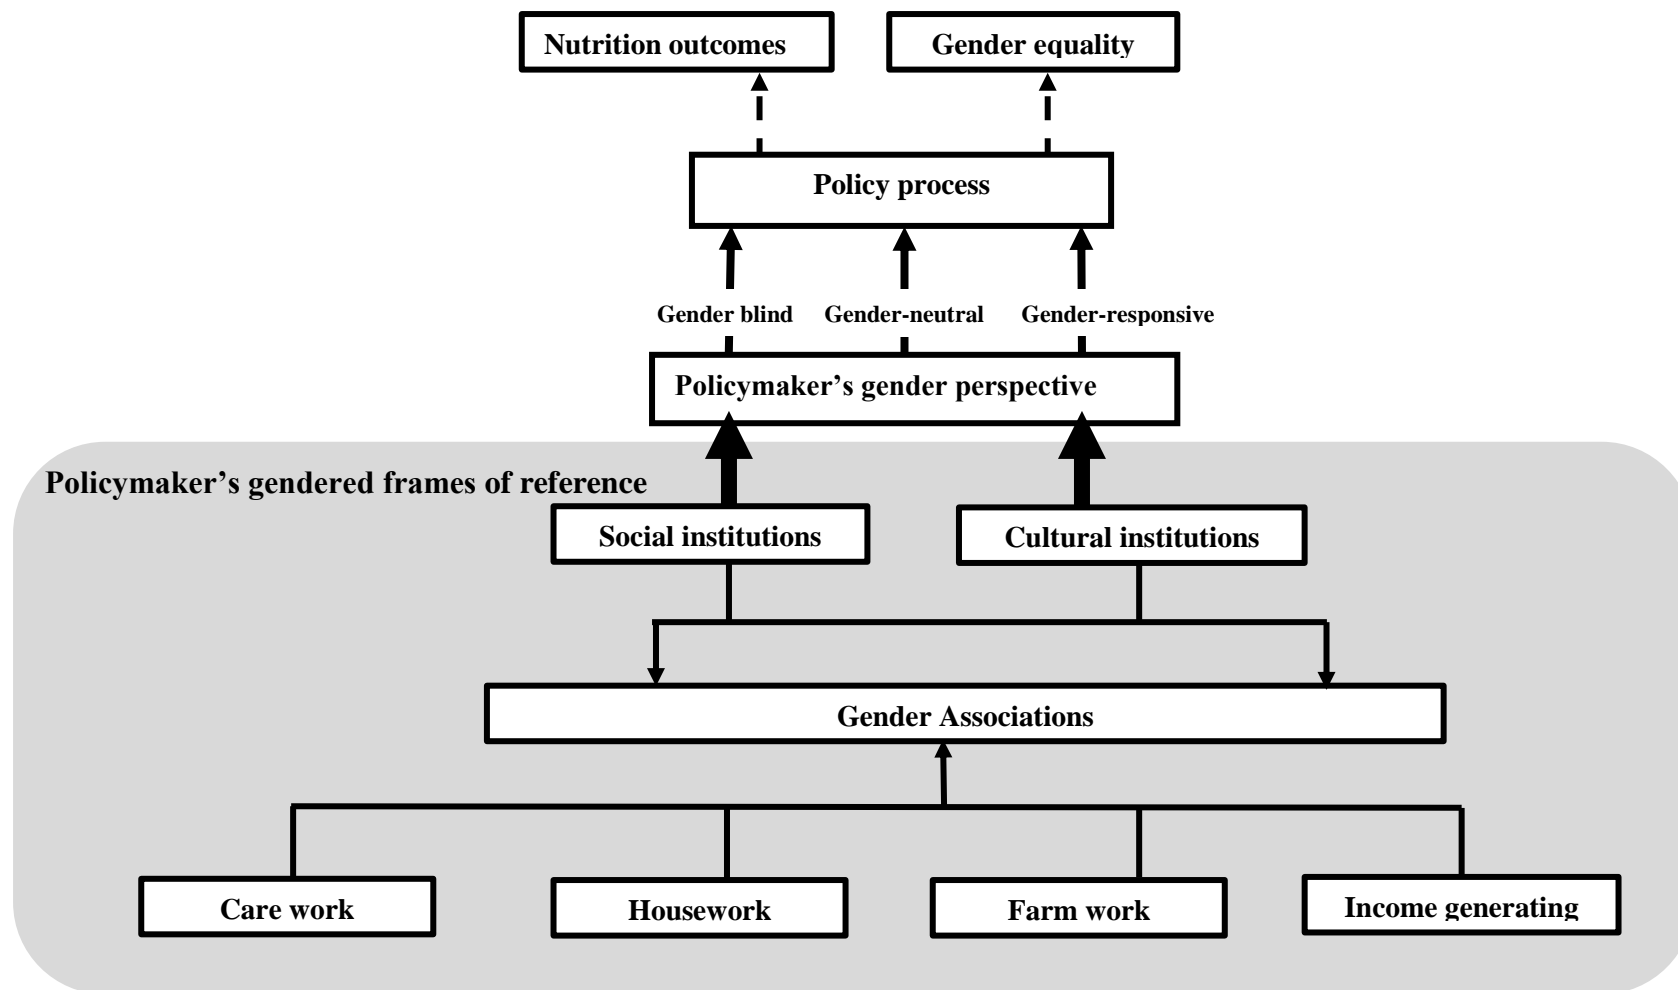 Nutrition outcomes
Gender equality
Policy process
Gender blind
Gender-neutral
Gender-responsive
Policymaker’s gender perspective
Policymaker’s gendered frames of reference
Social institutions
Cultural institutions
Gender Associations
Care work
Housework
Farm work
Income generating